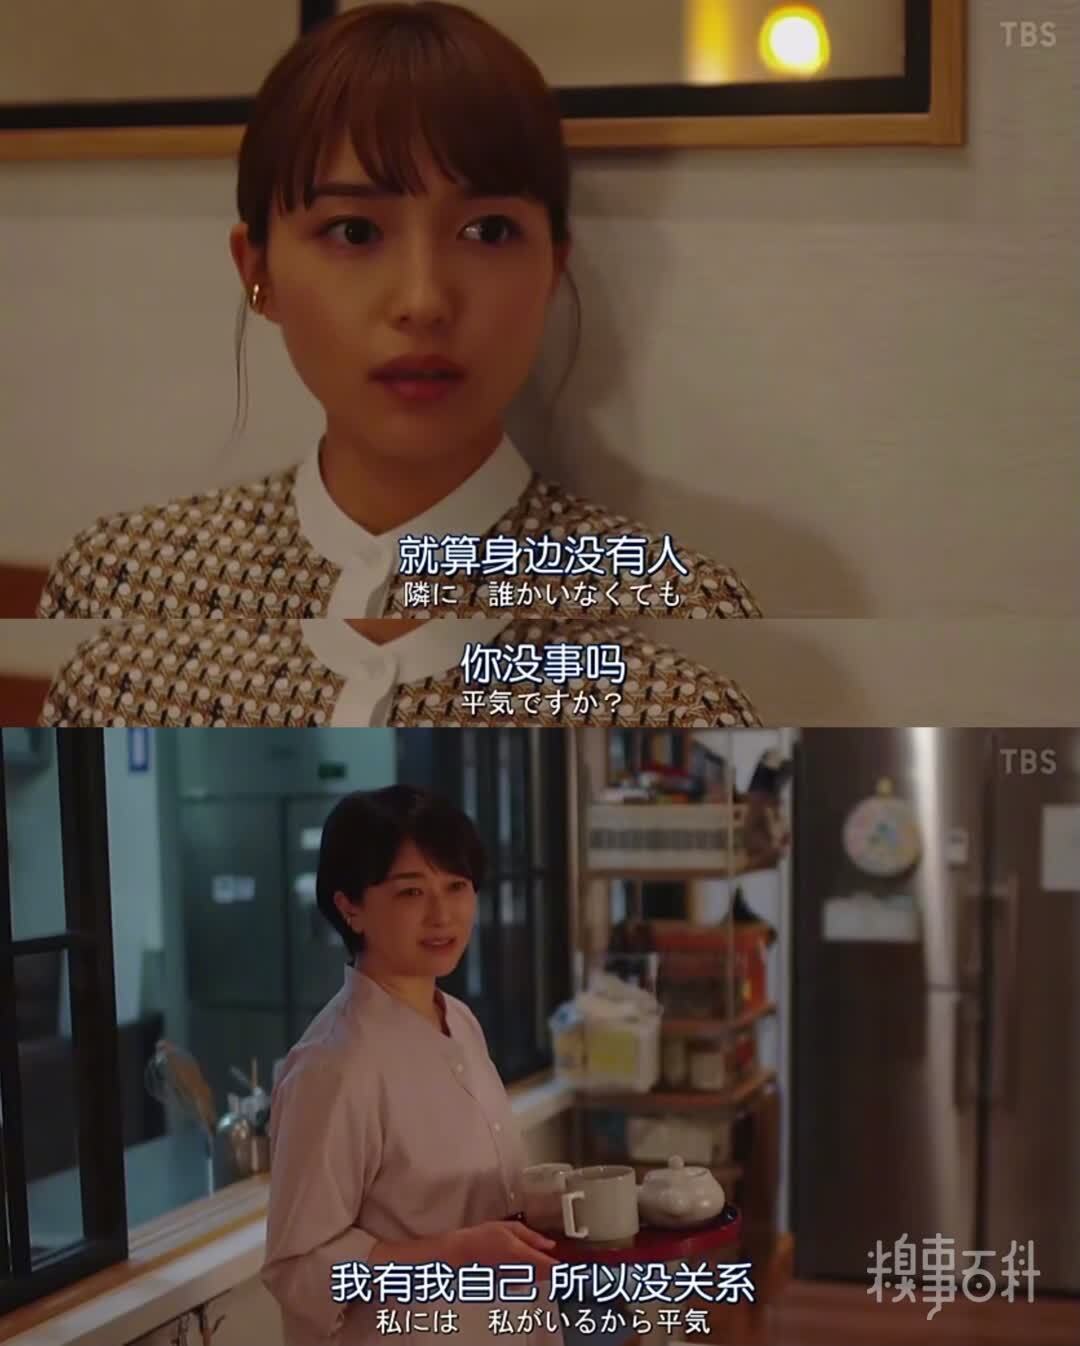 TBS
就算身边没有人
隣に 誰かいなくても
你没事吗
平気ですか？
TBS
我有我自己 所以没关系
私には 私がいるから平気
糗事百科